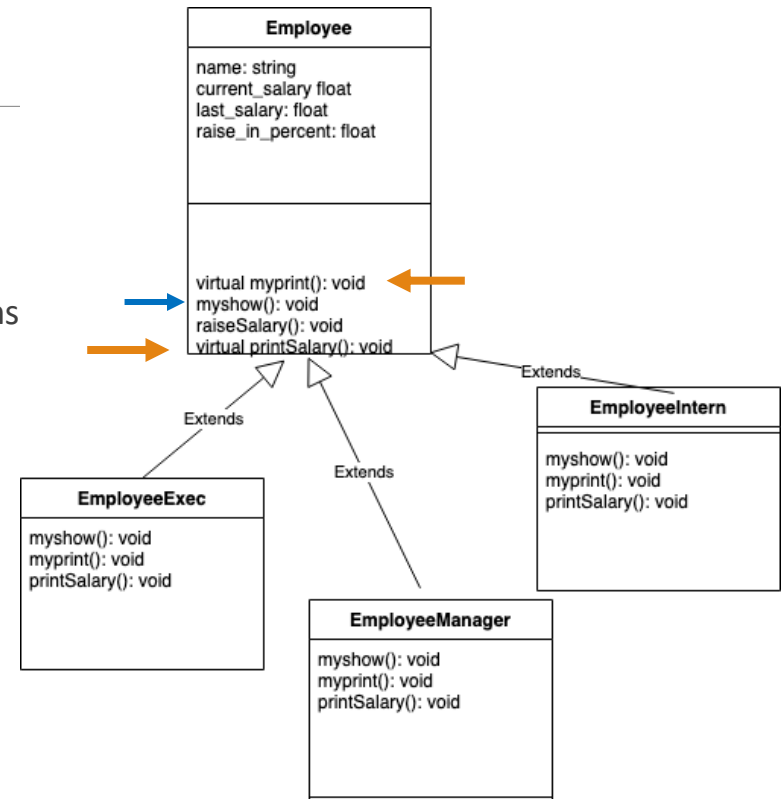 Employee
name: string
current_salary float
last_salary: float
raise_in_percent: float
virtual myprint(): void
myshow(): void
raiseSalary(): void
virtual printSalary(): void
Extends
Extends
Extends
EmployeeIntern
myshow(): void
myprint(): void
printSalary(): void
EmployeeExec
myshow(): void
myprint(): void
printSalary(): void
EmployeeManager
myshow(): void
myprint(): void
printSalary(): void